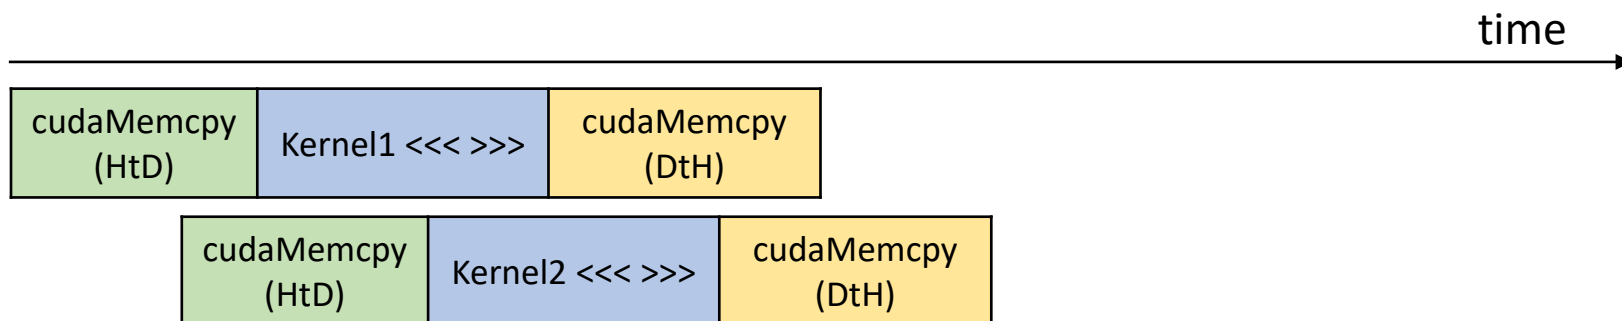 time
cudaMemcpy
(HtD)
Kernel1 <<< >>>
cudaMemcpy
(DtH)
cudaMemcpy
(HtD)
Kernel2 <<< >>>
cudaMemcpy
(DtH)